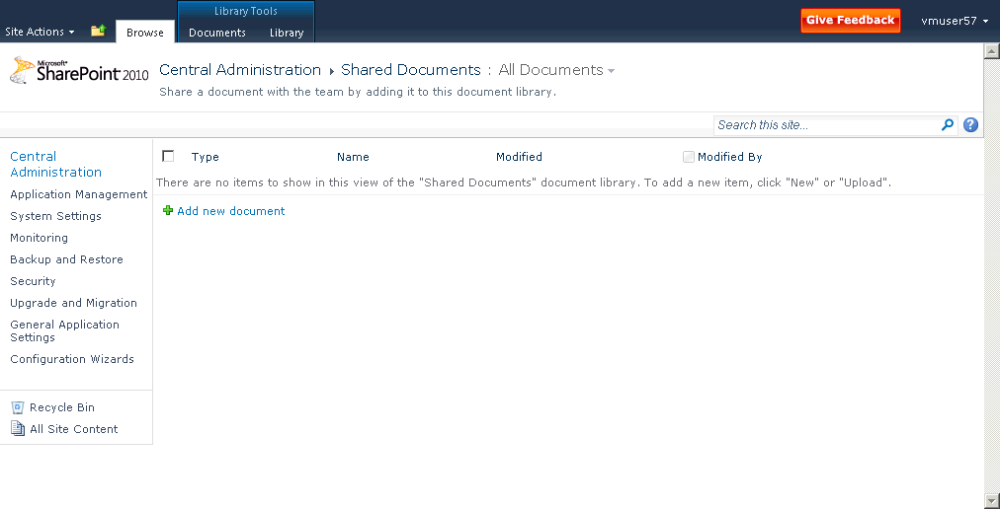 Library Tools
Site Actions
Browse
Documents
Library
Give Feedback
vmuser57
Microsoft
SharePoint 2010
Central Administration
Shared Documents : All Documents
Share a document with the team by adding it to this document library.
Search this site...
Central
Administration
Application Management
System Settings
Monitoring
Backup and Restore
Security
Upgrade and Migration
General Application
Settings
Configuration Wizards
Recycle Bin
All Site Content
Type Name Modified Modified By
There are no items to show in this view of the "Shared Documents" document library. To add a new item, click "New" or "Upload".
Add new document